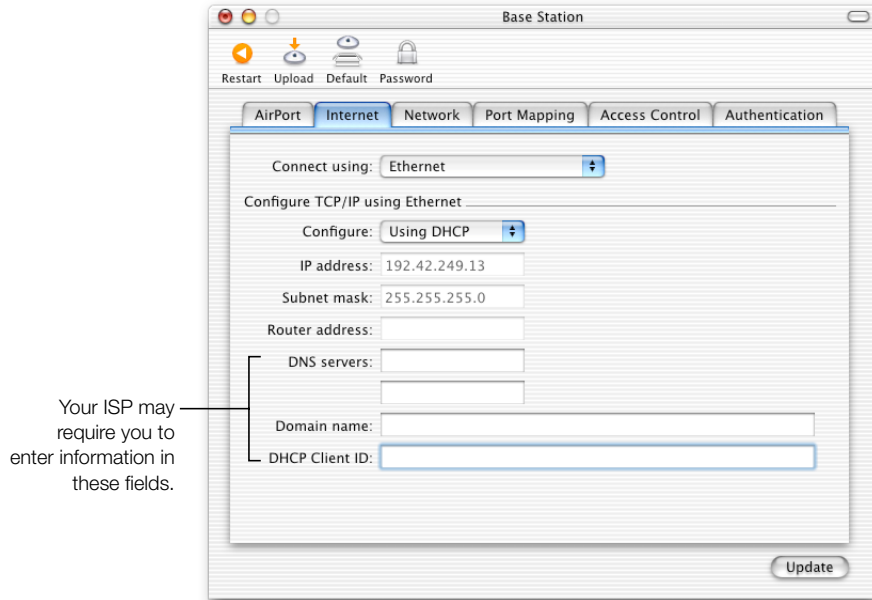 Base Station
Restart Upload Default Password
AirPort Internet Network Port Mapping Access Control Authentication
Connect using: Ethernet
Configure TCP/IP using Ethernet
Configure: Using DHCP
IP address: 192.42.249.13
Subnet mask: 255.255.255.0
Router address:
DNS servers:
Domain name:
DHCP Client ID:
Your ISP may
require you to
enter information in
these fields.
Update